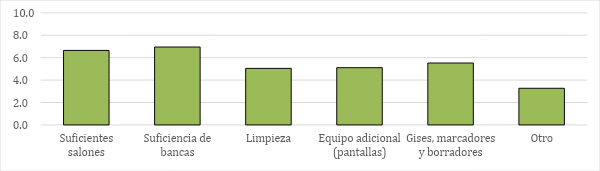 10.0
8.0
6.0
4.0
2.0
0.0
Suficientes
salones
Suficiencia de
bancas
Limpieza
Equipo adicional
(pantallas)
Gises, marcadores
y borradores
Otro